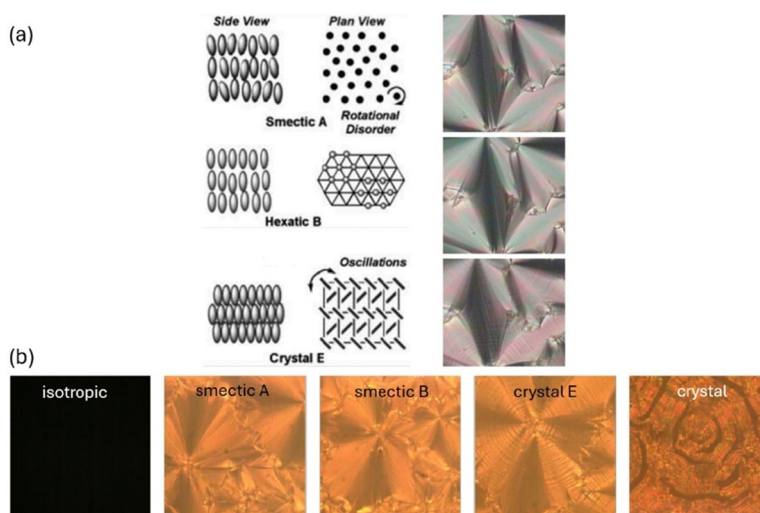 (a)
Side View Plan View
Smectic A
Rotational
Disorder
Hexatic B
Oscillations
Crystal E
(b)
isotropic smectic A smectic B crystal E crystal